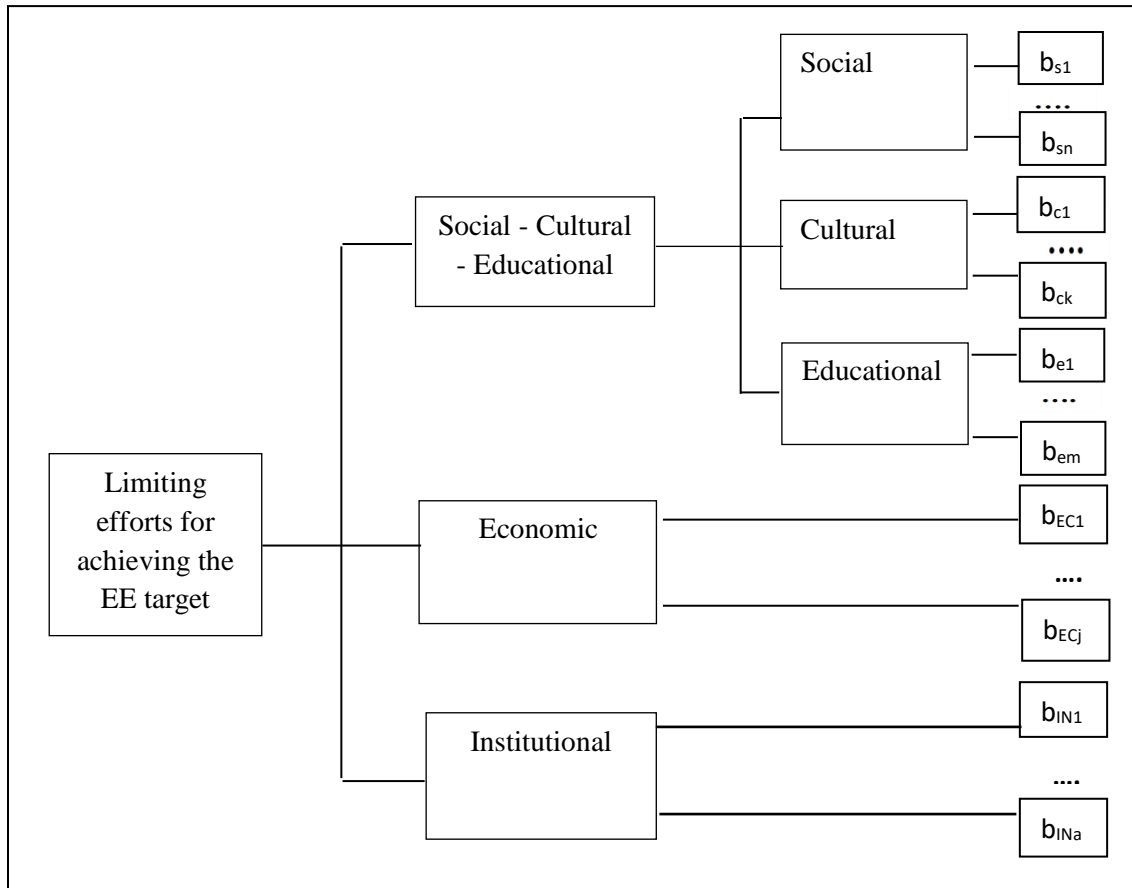 Limiting
efforts for
achieving the
EE target
Social - Cultural
- Educational
Economic
Institutional
Social
Cultural
Educational
bs1
....
bsn
bc1
....
bck
be1
....
bem
bEC1
....
bECj
bIN1
....
bINa